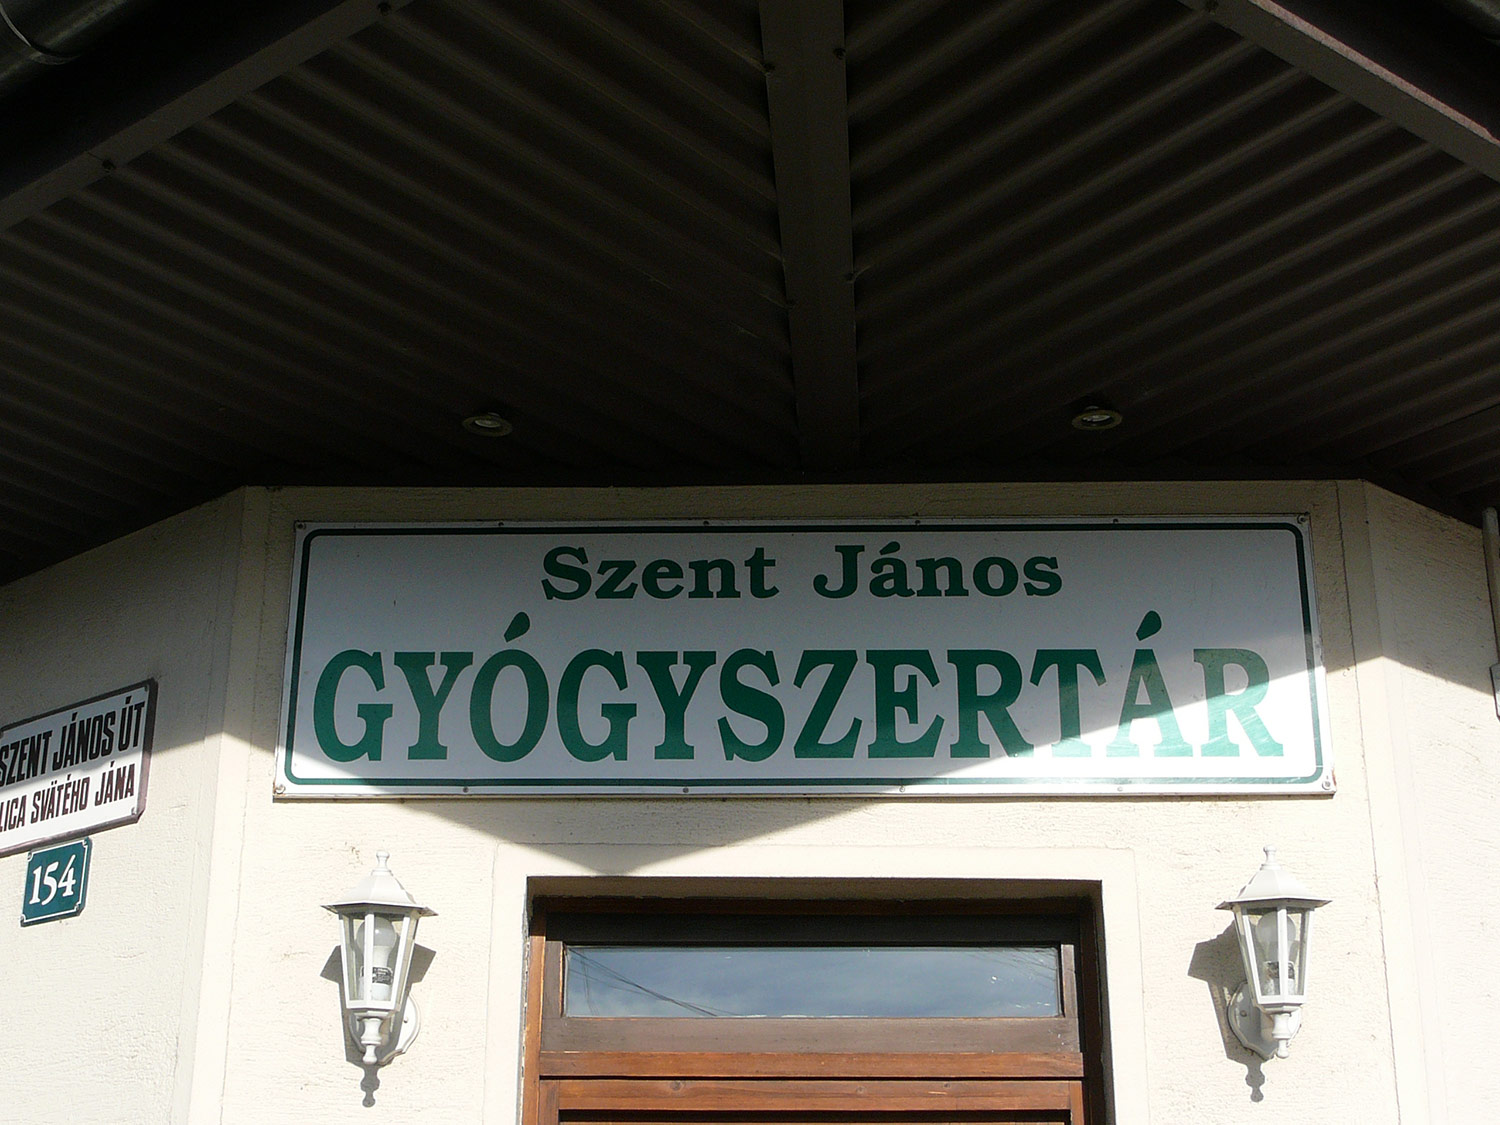 Szent János
GYÓGYSZERTÁR
SZENT JÁNOS ÚT
SVÄTÉHO JÁNA
154